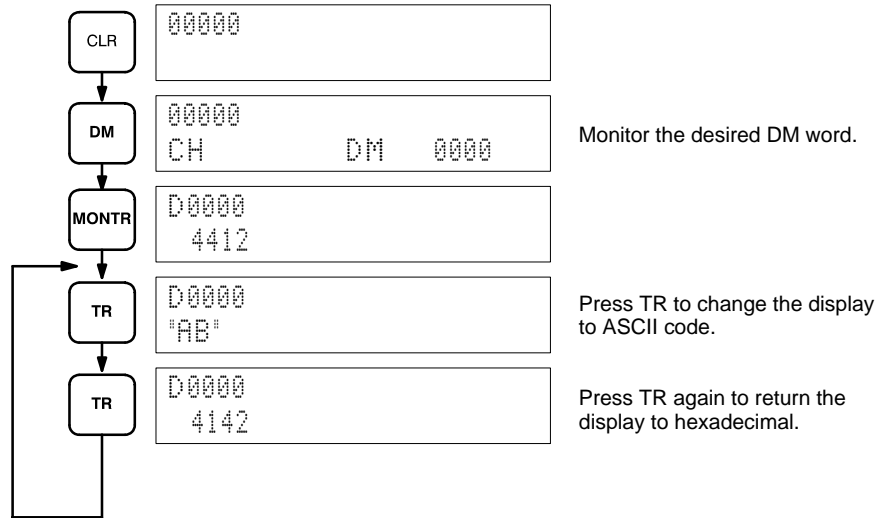 CLR
00000
DM
00000
CH DM 0000
Monitor the desired DM word.
MONTR
D0000
4412
TR
D0000
"AB"
Press TR to change the display
to ASCII code.
TR
D0000
4142
Press TR again to return the
display to hexadecimal.